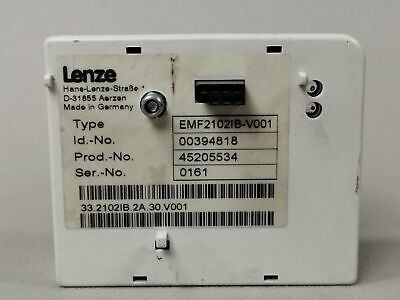 Lenze
Hans-Lenze-Straße 1
D-31855 Aerzen
Made in Germany
Type EMF2102IB-V001
Id.-No. 00394818
Prod.-No. 45205534
Ser.-No. 0161
33.2102IB.2A.30.V001